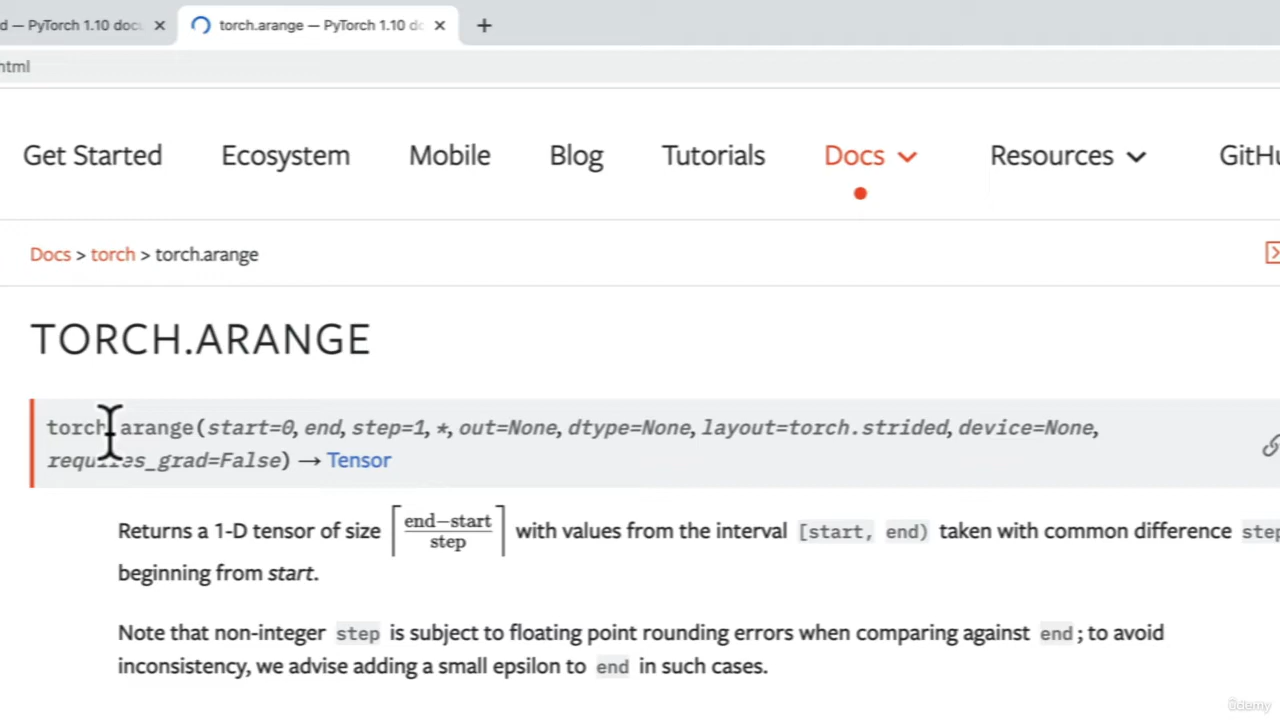 d — PyTorch 1.10 docu
torch.arange — PyTorch 1.10 dc
html
Get Started Ecosystem Mobile Blog Tutorials Docs Resources GitHu
Docs > torch > torch.arange
TORCH.ARANGE
torch.arange(start=0, end, step=1, *, out=None, dtype=None, layout=torch.strided, device=None,
requires_grad=False) → Tensor
Returns a 1-D tensor of size ⌈end−start/step⌉ with values from the interval [start, end) taken with common difference step
beginning from start.
Note that non-integer step is subject to floating point rounding errors when comparing against end; to avoid
inconsistency, we advise adding a small epsilon to end in such cases.
ûdemy